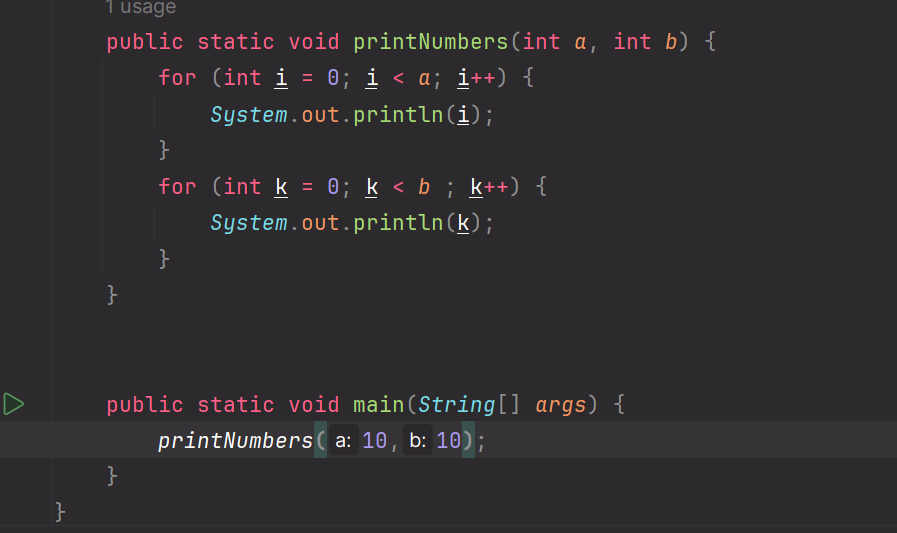 1 usage
public static void printNumbers(int a, int b) {
for (int i = 0; i < a; i++) {
System.out.println(i);
}
for (int k = 0; k < b ; k++) {
System.out.println(k);
}
}
public static void main(String[] args) {
printNumbers( a: 10, b: 10);
}
}